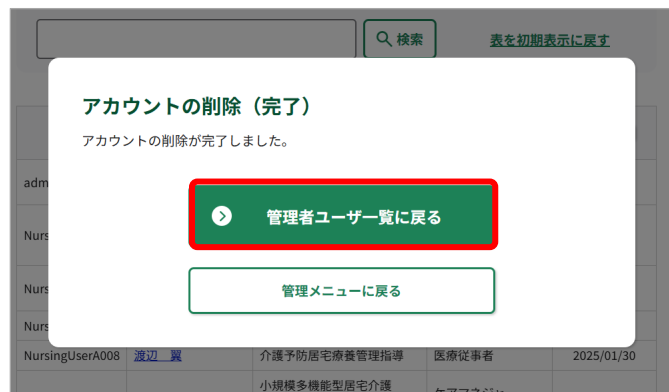 検索
表を初期表示に戻す
アカウントの削除（完了）
アカウントの削除が完了しました。
adm
管理者ユーザ一覧に戻る
Nurs
管理メニューに戻る
Nurs
Nurs
NursingUserA008 渡辺　翼 介護予防居宅療養管理指導 医療従事者 2025/01/30
小規模多機能型居宅介護